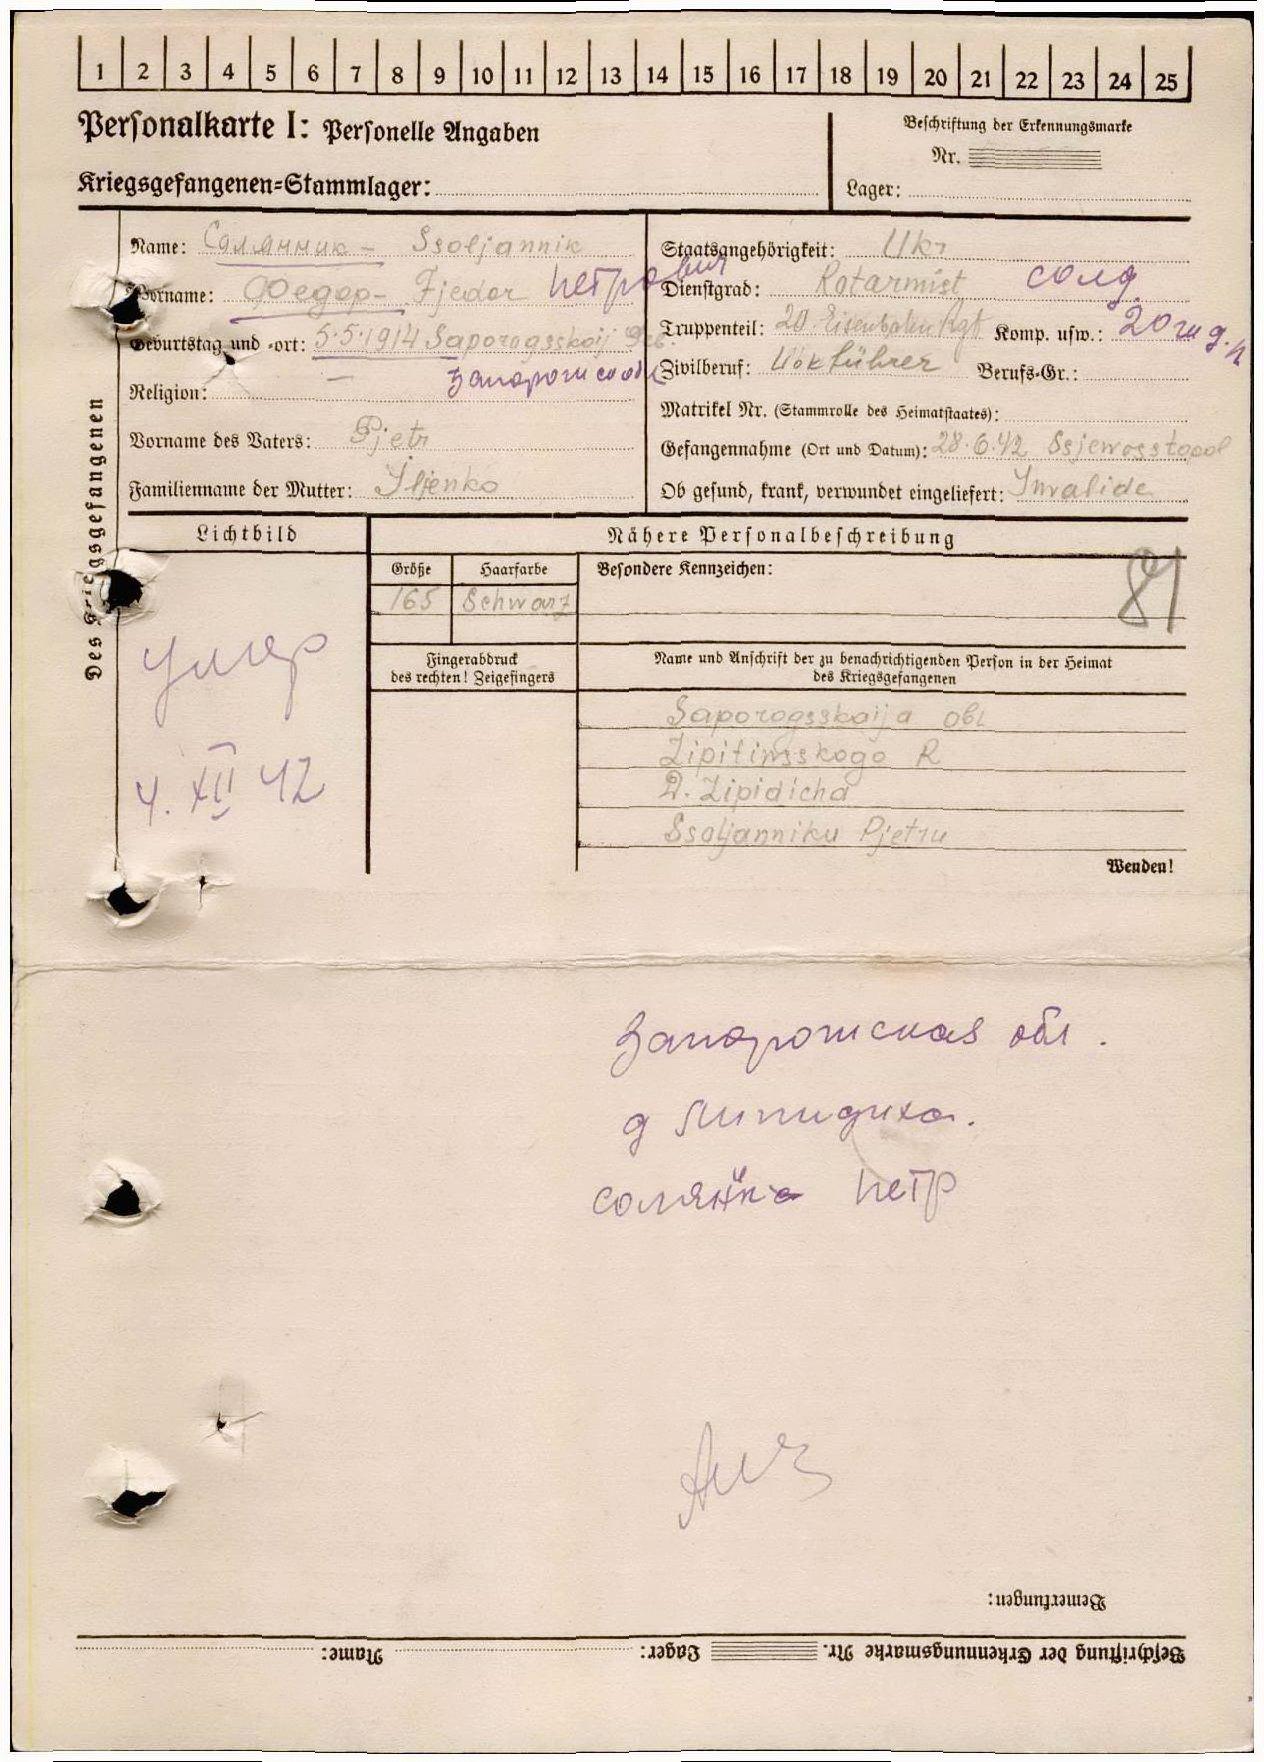 1 2 3 4 5 6 7 8 9 10 11 12 13 14 15 16 17 18 19 20 21 22 23 24 25
Personalkarte I: Personelle Angaben
Kriegsgefangenen-Stammlager:
Beschriftung der Erkennungsmarke
Nr.
Lager:
Des Kriegsgefangenen
Name: Солянник - Ssoljannik
Vorname: Федор - Fjedor Петрович
Geburtstag und -ort: 5.5.1914 Saporogsskoij Geb.
Запорожс обл
Religion: —
Vorname des Vaters: Pjetr
Familienname der Mutter: Iljenko
Staatsangehörigkeit: Ukr
Dienstgrad: Rotarmist солд.
Truppenteil: 20 Eisenbahn Rgt Komp. usw.: 20 ж.д.п
Zivilberuf: Berufs-Gr.:
Matrikel Nr. (Stammrolle des Heimatstaates):
Gefangennahme (Ort und Datum): 28.6.42 Ssjewosstopol
Ob gesund, krank, verwundet eingeliefert: Invalide
Lichtbild
умер
4. XII 42
Nähere Personalbeschreibung
Größe Haarfarbe Besondere Kennzeichen:
165 Schwarz
81
Fingerabdruck
des rechten! Zeigefingers
Name und Anschrift der zu benachrichtigenden Person in der Heimat
des Kriegsgefangenen
Saporogsskaija obl
Lipitinsskogo R
D. Lipidicha
Ssoljanniku Pjetru
Wenden!
Запорожская обл.
д Липидиха.
Петр
Bemerkungen:
Beschriftung der Erkennungsmarke Nr. Lager: Name: